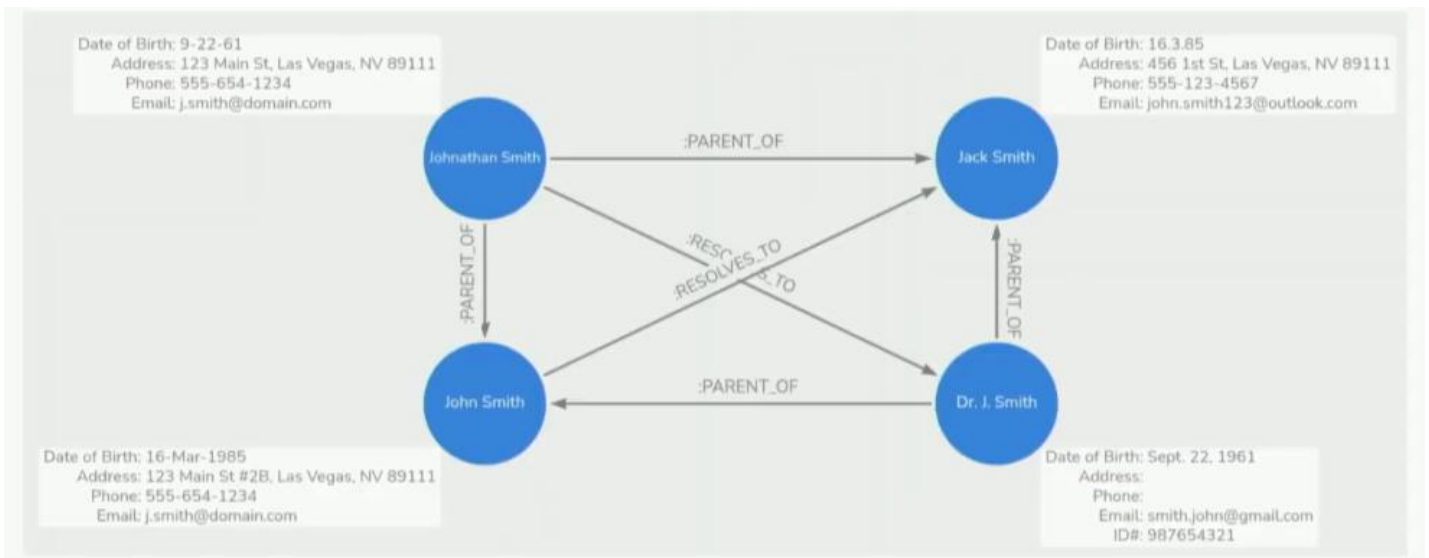 Date of Birth: 9-22-61
Address: 123 Main St, Las Vegas, NV 89111
Phone: 555-654-1234
Email: j.smith@domain.com
Date of Birth: 16.3.85
Address: 456 1st St, Las Vegas, NV 89111
Phone: 555-123-4567
Email: john.smith123@outlook.com
Johnathan Smith
:PARENT_OF
Jack Smith
:PARENT_OF
:RESOLVES_TO
:PARENT_OF
John Smith
:PARENT_OF
Dr. J. Smith
Date of Birth: 16-Mar-1985
Address: 123 Main St #2B, Las Vegas, NV 89111
Phone: 555-654-1234
Email: j.smith@domain.com
Date of Birth: Sept. 22, 1961
Address:
Phone:
Email: smith.john@gmail.com
ID#: 987654321